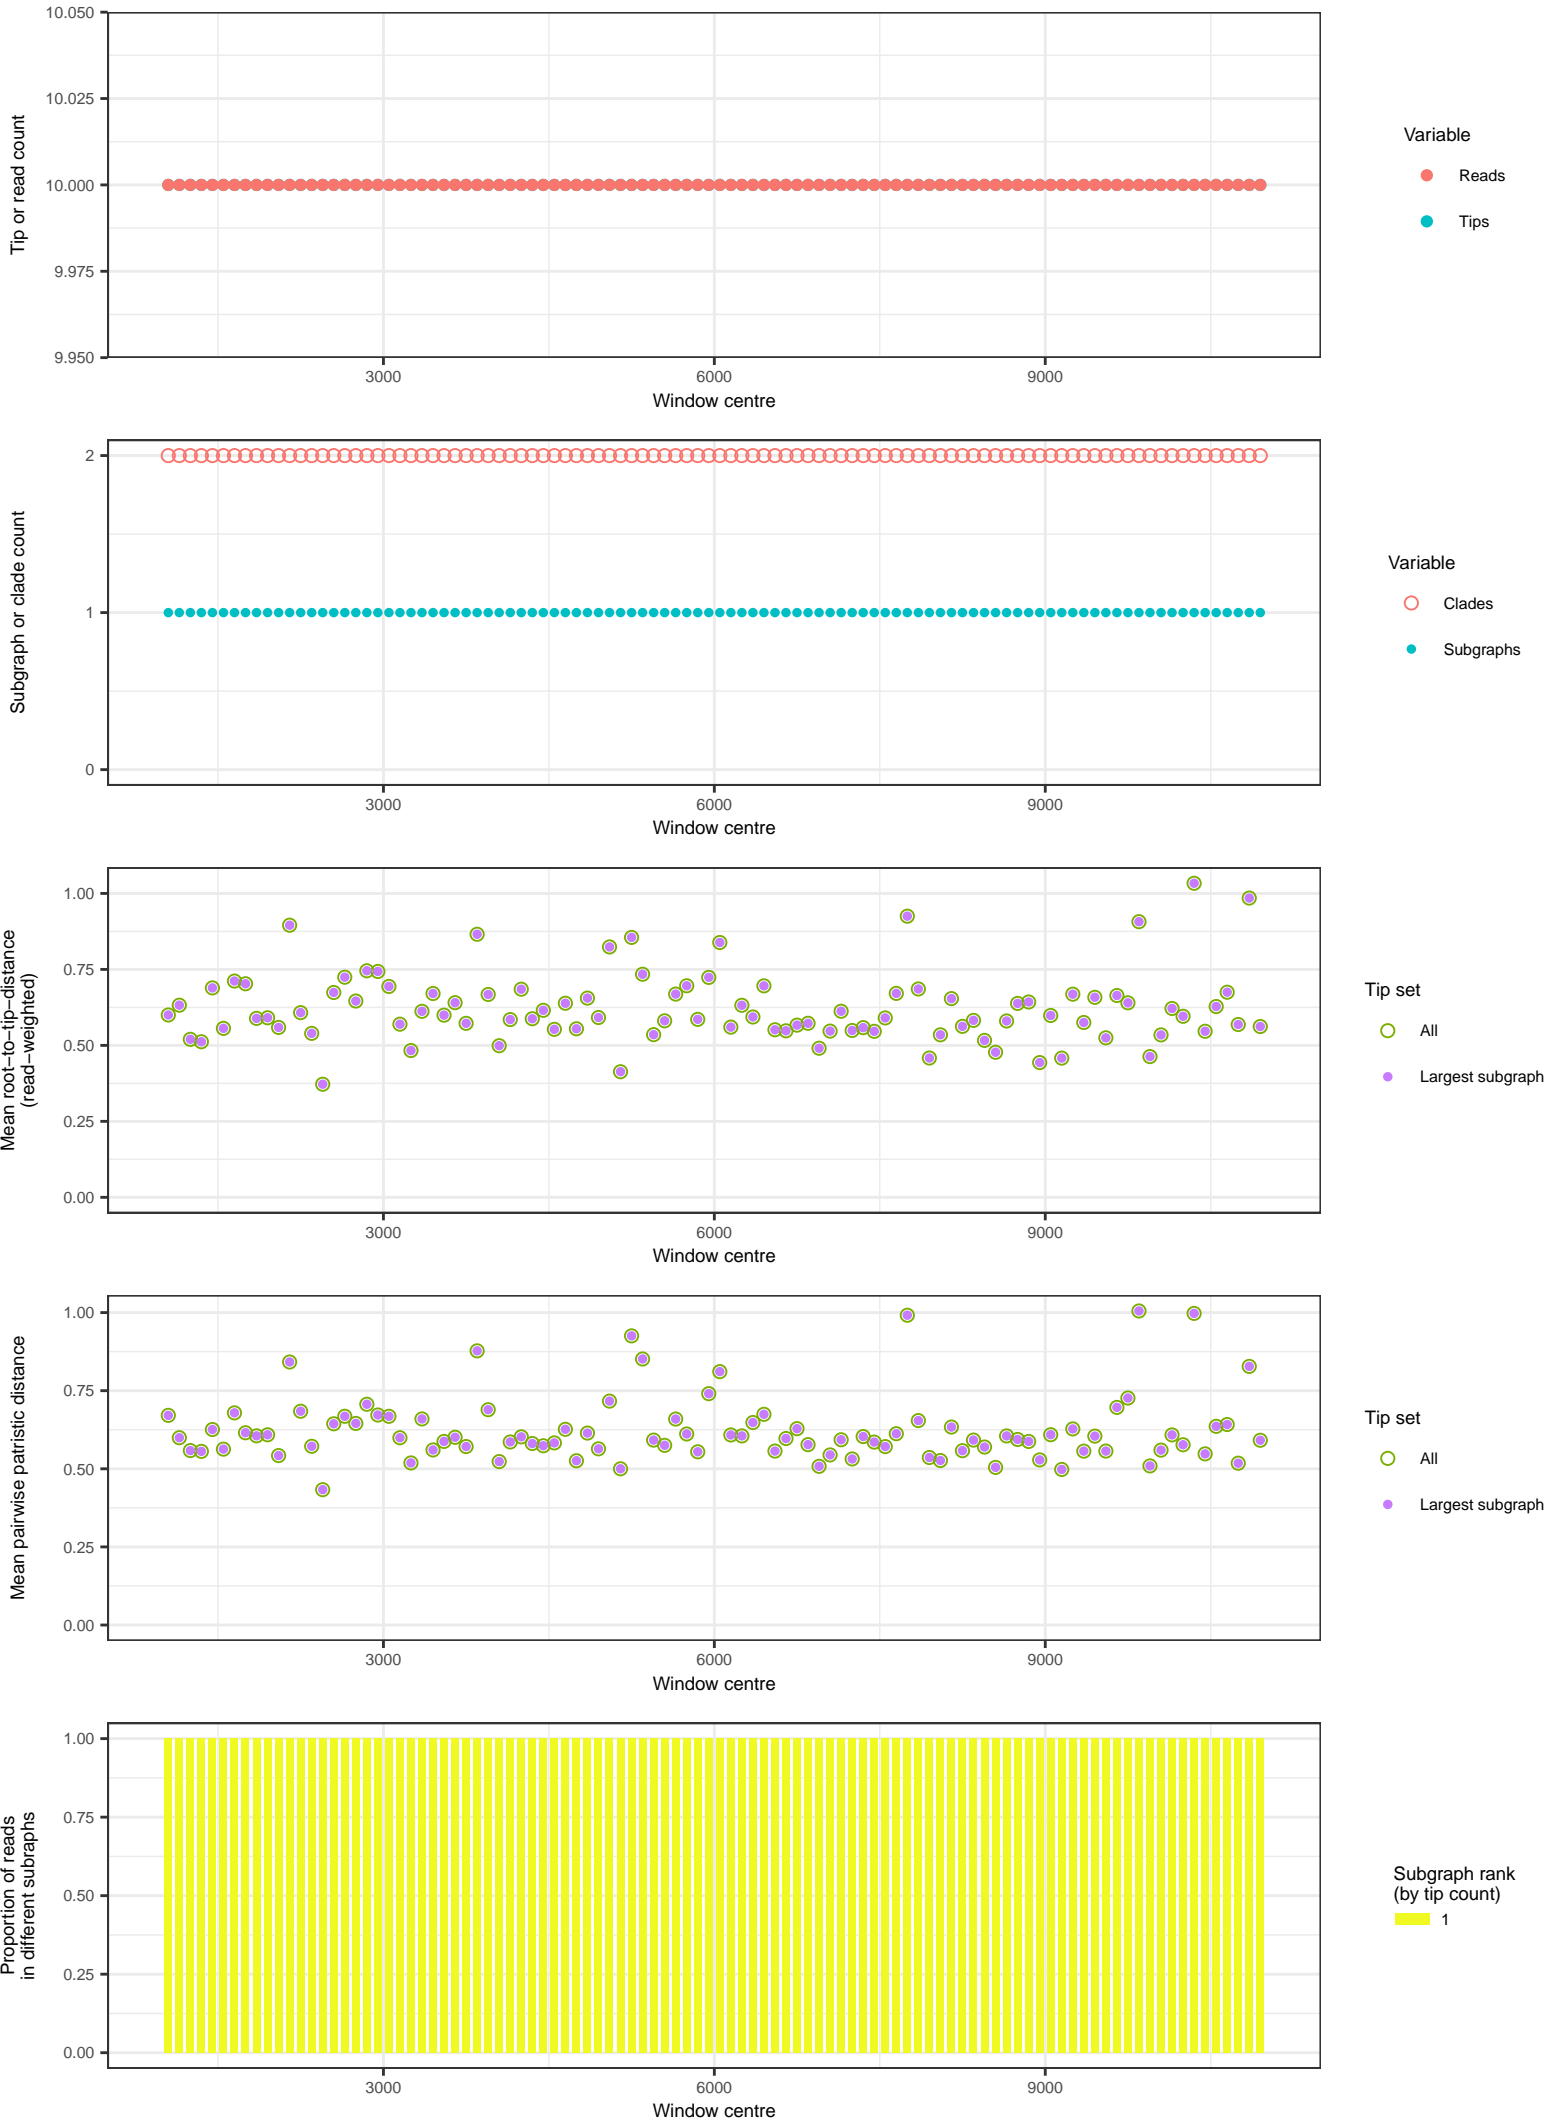 10.050
10.025
10.000
9.975
9.950
Tip or read count
3000
6000
9000
Window centre
Variable
Reads
Tips
2
1
0
Subgraph or clade count
3000
6000
9000
Window centre
Variable
Clades
Subgraphs
1.00
0.75
0.50
0.25
0.00
Mean root−to−tip−distance
(read−weighted)
3000
6000
9000
Window centre
Tip set
All
Largest subgraph
1.00
0.75
0.50
0.25
0.00
Mean pairwise patristic distance
3000
6000
9000
Window centre
Tip set
All
Largest subgraph
1.00
0.75
0.50
0.25
0.00
Proportion of reads
in different subraphs
3000
6000
9000
Window centre
Subgraph rank
(by tip count)
1